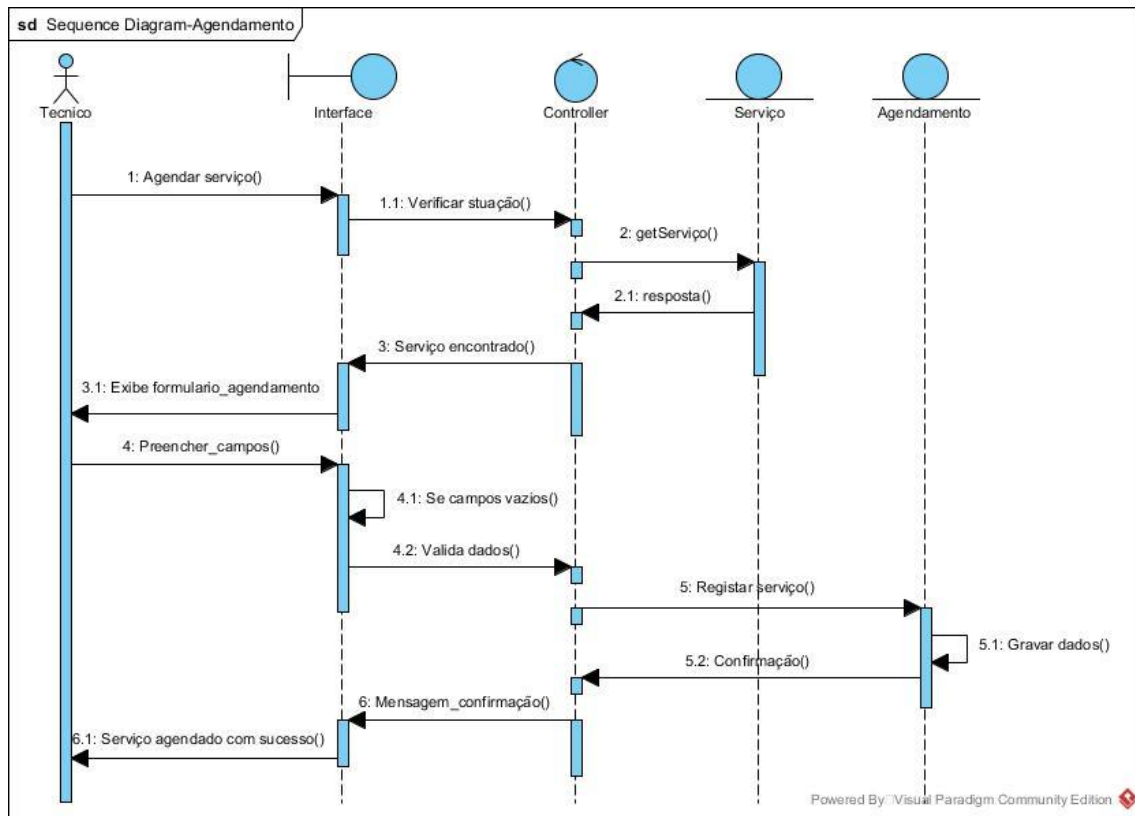 sd Sequence Diagram-Agendamento
Tecnico
Interface
Controller
Serviço
Agendamento
1: Agendar serviço()
1.1: Verificar stuação()
2: getServiço()
2.1: resposta()
3: Serviço encontrado()
3.1: Exibe formulario_agendamento
4: Preencher_campos()
4.1: Se campos vazios()
4.2: Valida dados()
5: Registar serviço()
5.1: Gravar dados()
5.2: Confirmação()
6: Mensagem_confirmação()
6.1: Serviço agendado com sucesso()
Powered By Visual Paradigm Community Edition